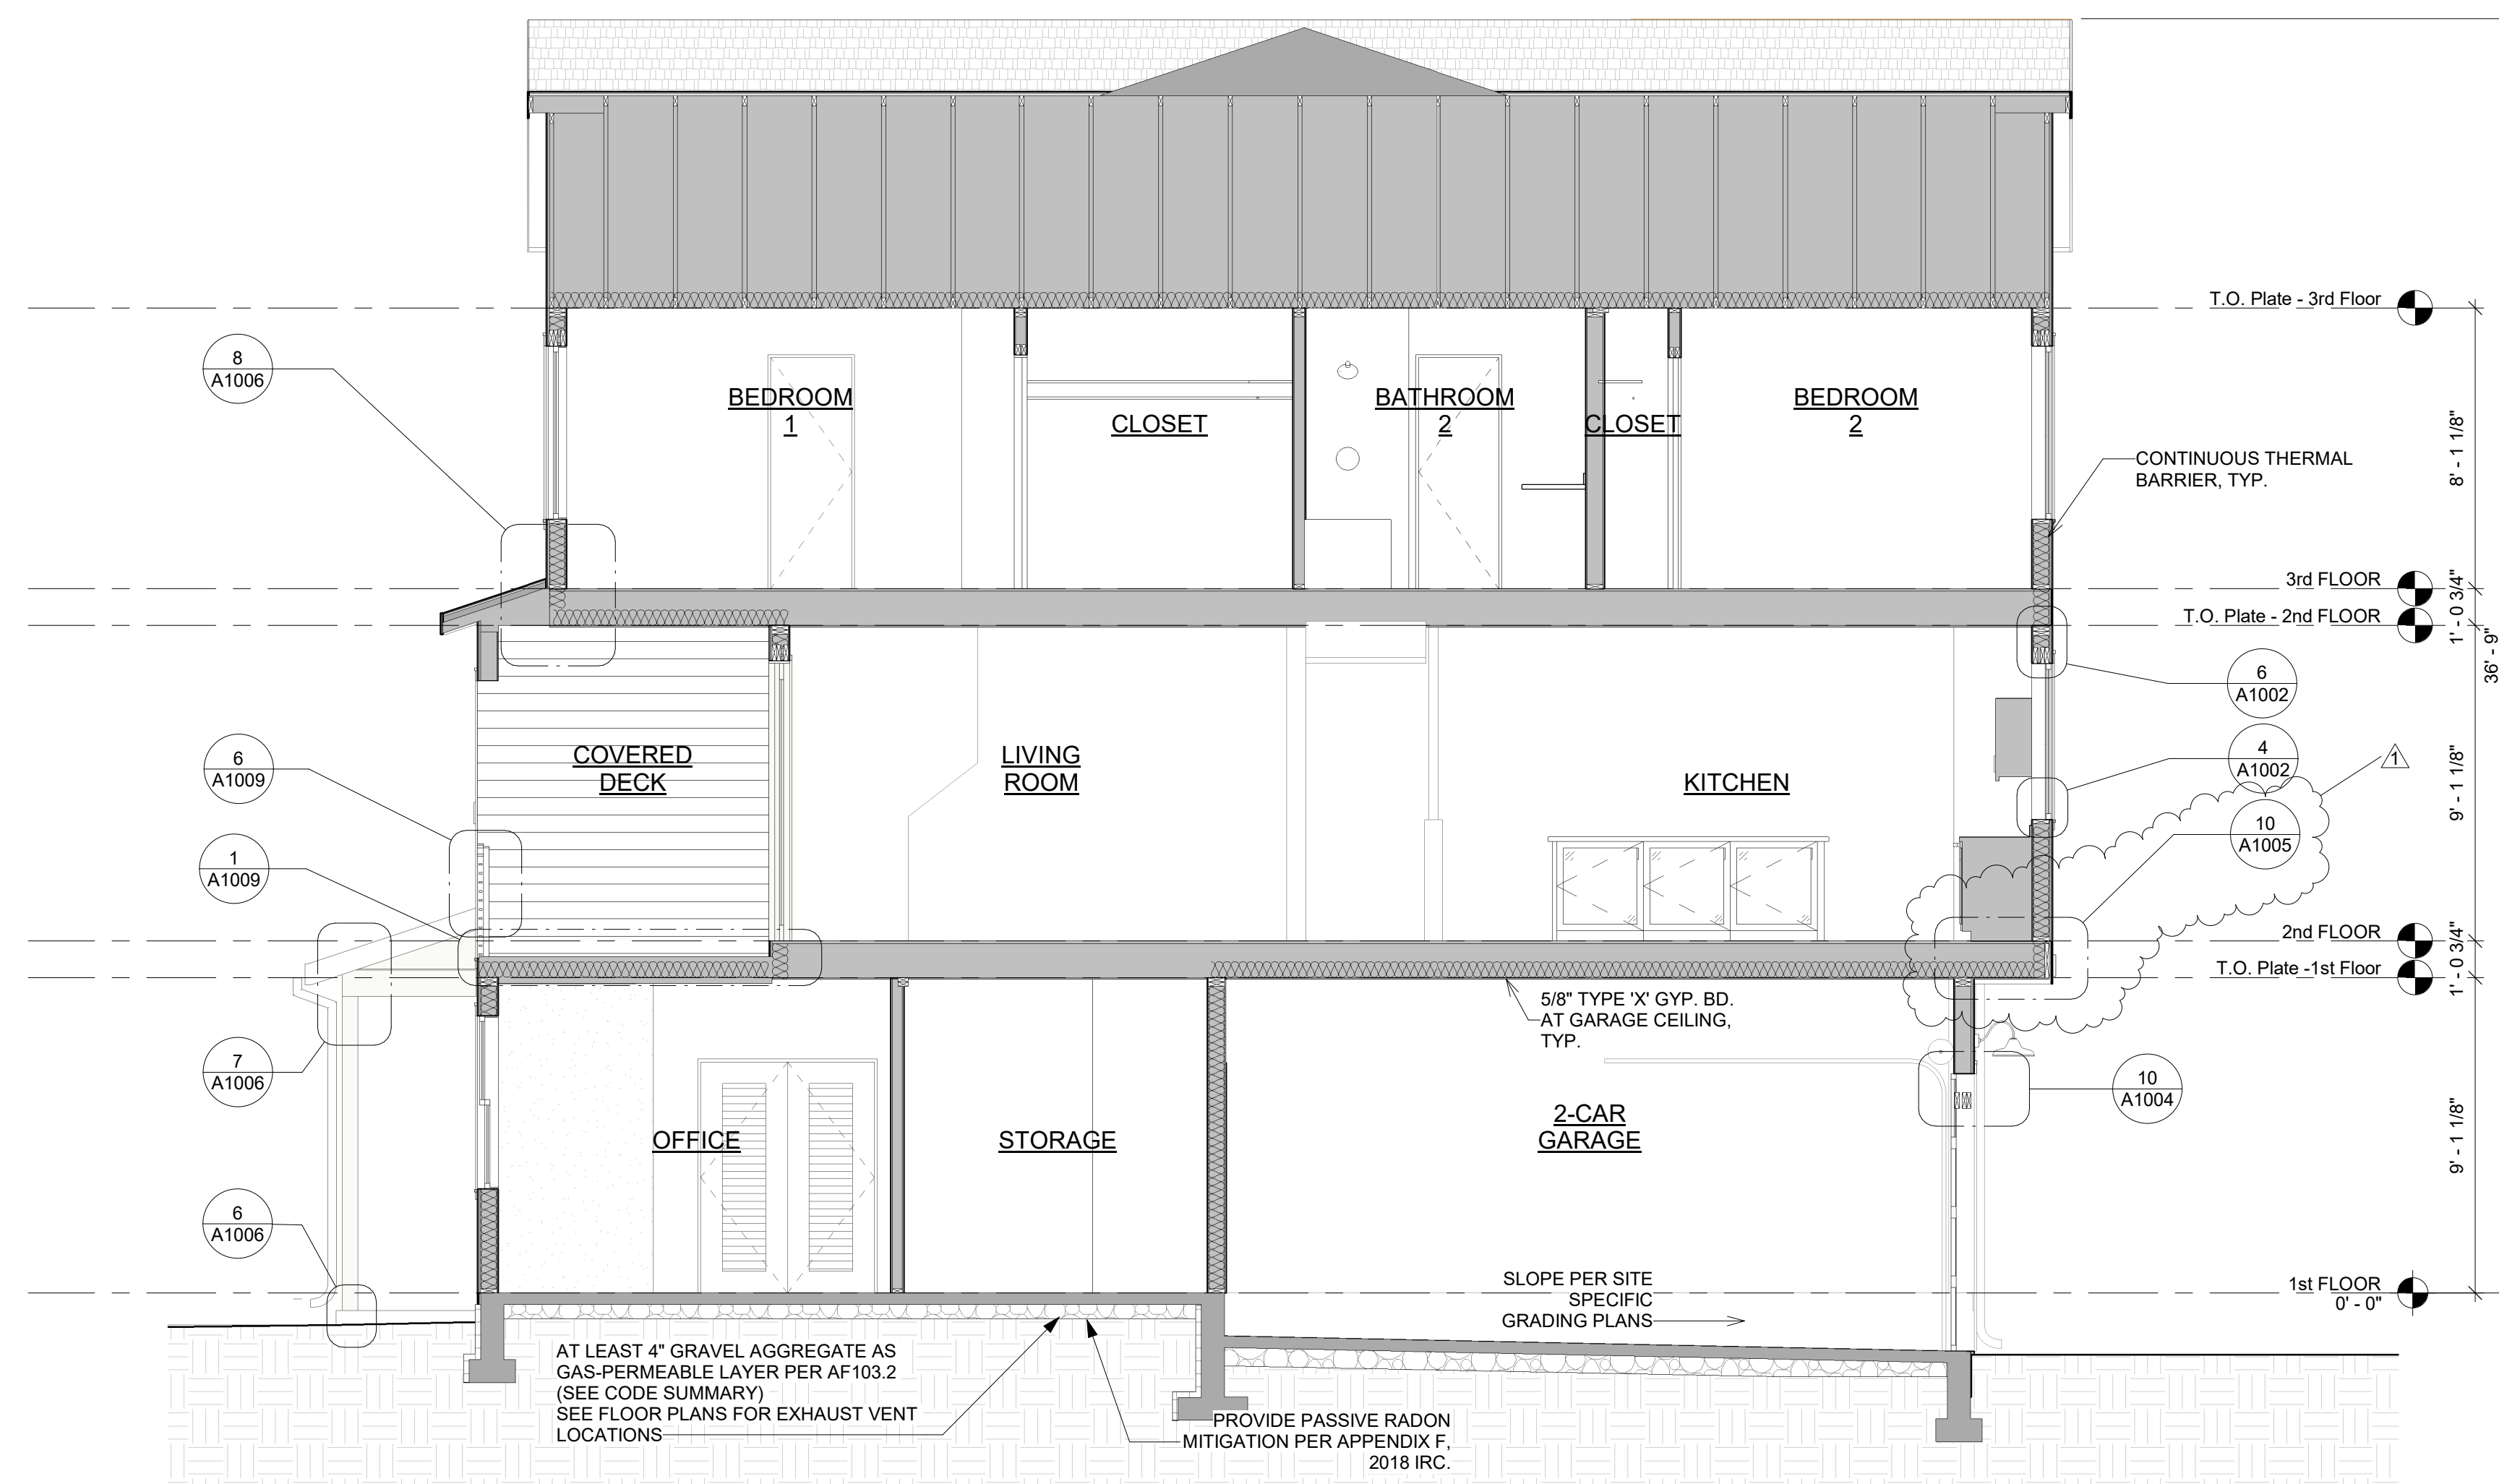 T.O. Plate - 3rd Floor
8
A1006
BEDROOM
1
CLOSET
BATHROOM
2
CLOSET
BEDROOM
2
8' - 1 1/8"
CONTINUOUS THERMAL
BARRIER, TYP.
3rd FLOOR
1' - 0 3/4"
T.O. Plate - 2nd FLOOR
36' - 9"
6
A1002
6
A1009
COVERED
DECK
LIVING
ROOM
KITCHEN
4
A1002
1
9' - 1 1/8"
10
A1005
1
A1009
2nd FLOOR
1' - 0 3/4"
T.O. Plate -1st Floor
5/8" TYPE 'X' GYP. BD.
AT GARAGE CEILING,
TYP.
7
A1006
10
A1004
OFFICE
STORAGE
2-CAR
GARAGE
9' - 1 1/8"
6
A1006
SLOPE PER SITE
SPECIFIC
GRADING PLANS
1st FLOOR
0' - 0"
AT LEAST 4" GRAVEL AGGREGATE AS
GAS-PERMEABLE LAYER PER AF103.2
(SEE CODE SUMMARY)
SEE FLOOR PLANS FOR EXHAUST VENT
LOCATIONS
PROVIDE PASSIVE RADON
MITIGATION PER APPENDIX F,
2018 IRC.